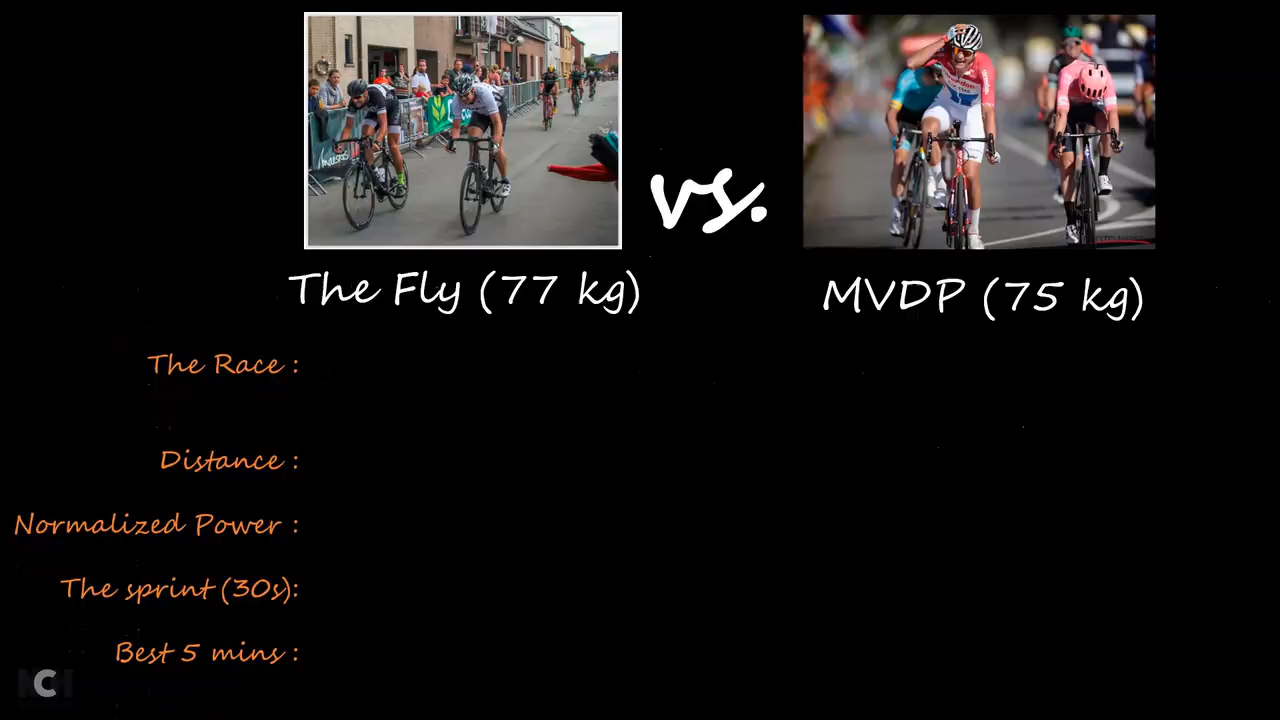 vs.
The Fly (77 kg)
MVDP (75 kg)
The Race :
Distance :
Normalized Power :
The sprint (30s):
Best 5 mins :